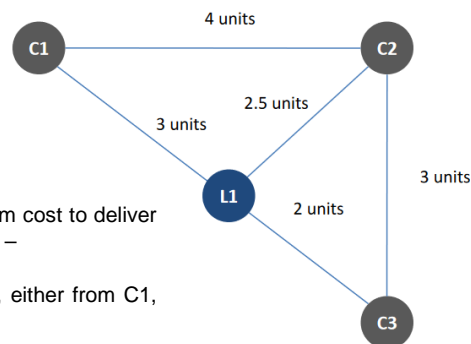 4 units
C1
C2
2.5 units
3 units
3 units
L1
2 units
cost to deliver
–
either from C1,
C3